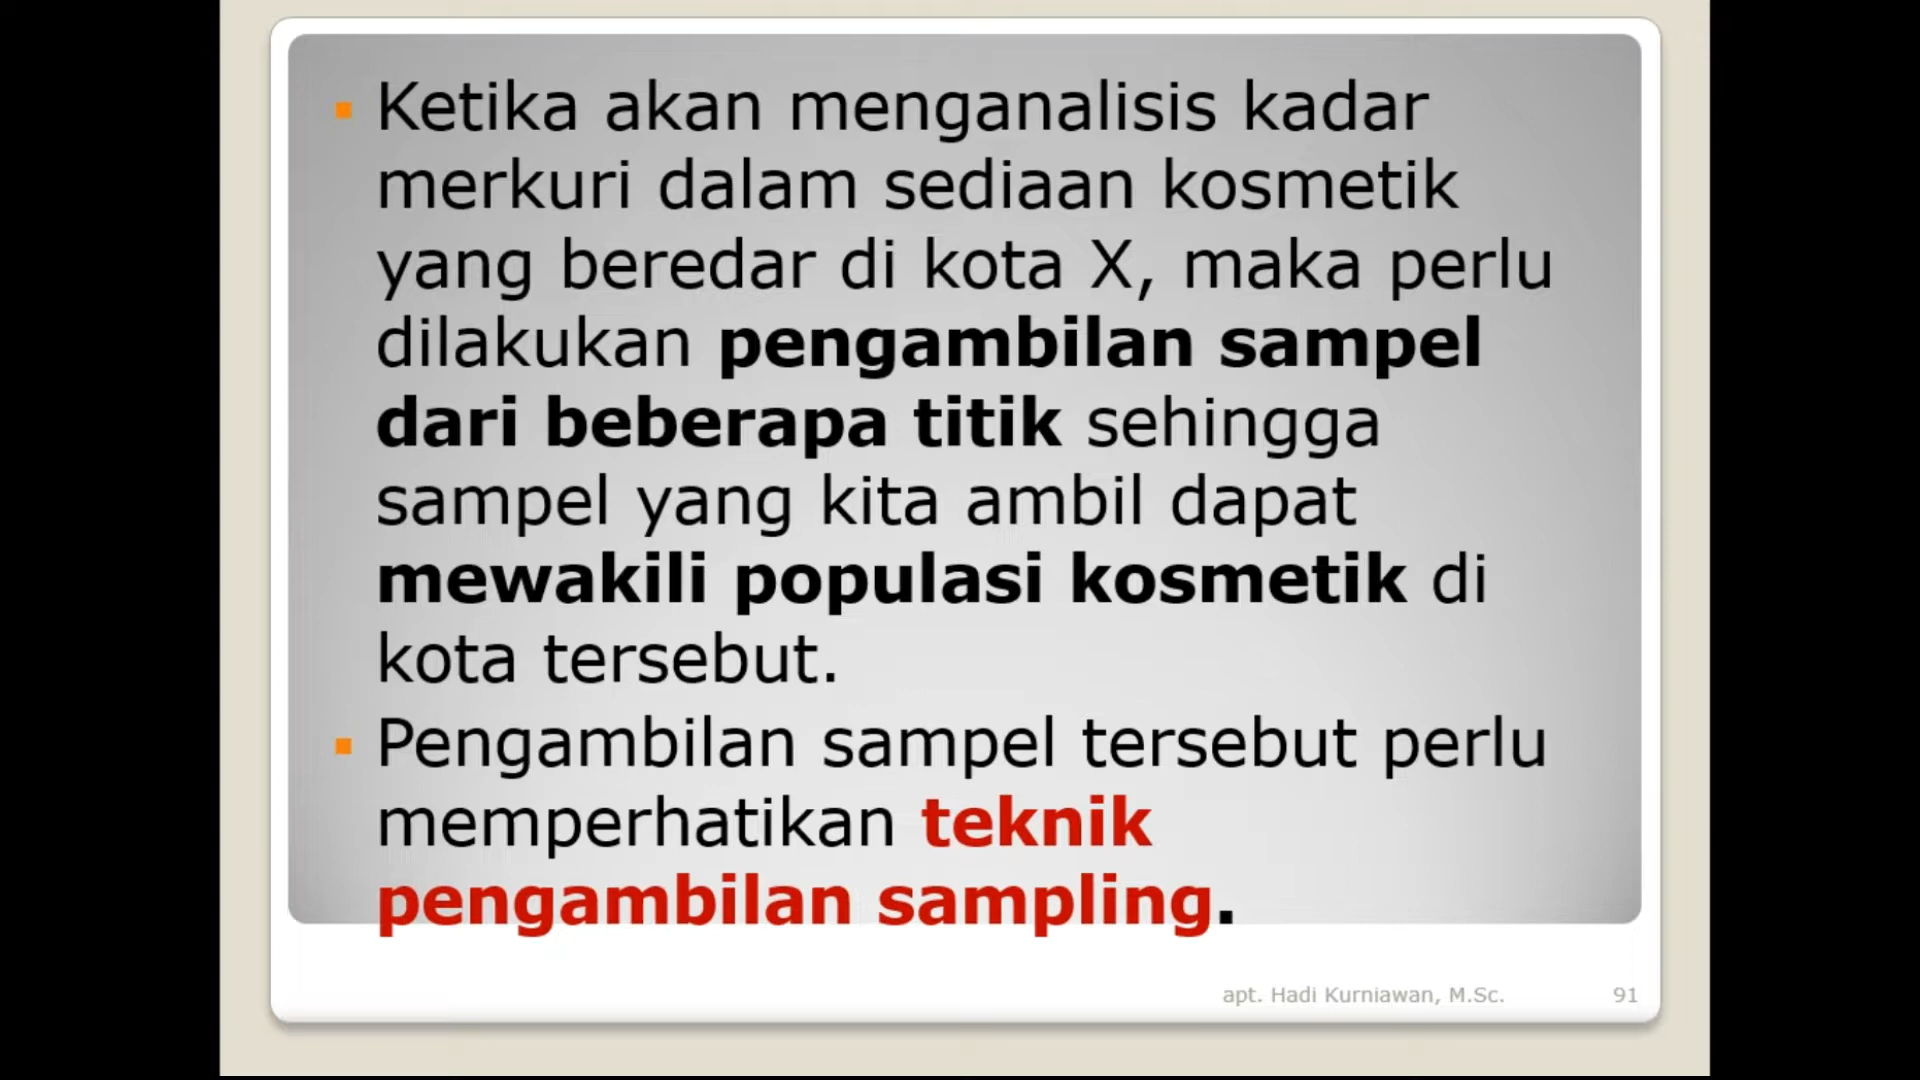 Ketika akan menganalisis kadar
merkuri dalam sediaan kosmetik
yang beredar di kota X, maka perlu
dilakukan pengambilan sampel
dari beberapa titik sehingga
sampel yang kita ambil dapat
mewakili populasi kosmetik di
kota tersebut.
Pengambilan sampel tersebut perlu
memperhatikan teknik
pengambilan sampling.
apt. Hadi Kurniawan, M.Sc. 91